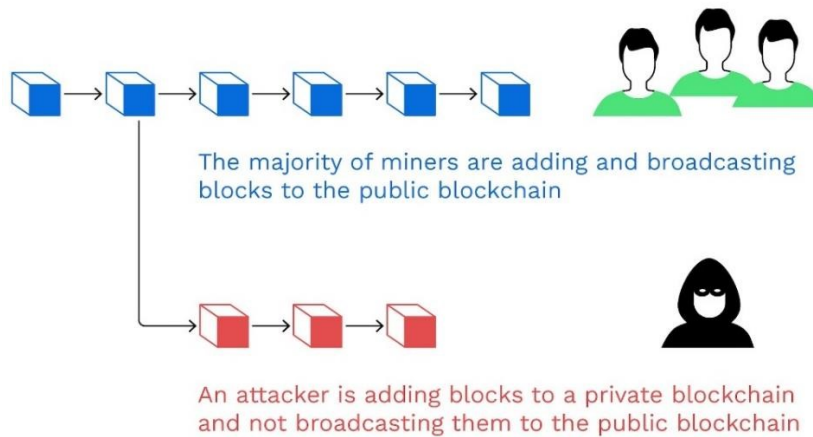 The majority of miners are adding and broadcasting
blocks to the public blockchain
An attacker is adding blocks to a private blockchain
and not broadcasting them to the public blockchain